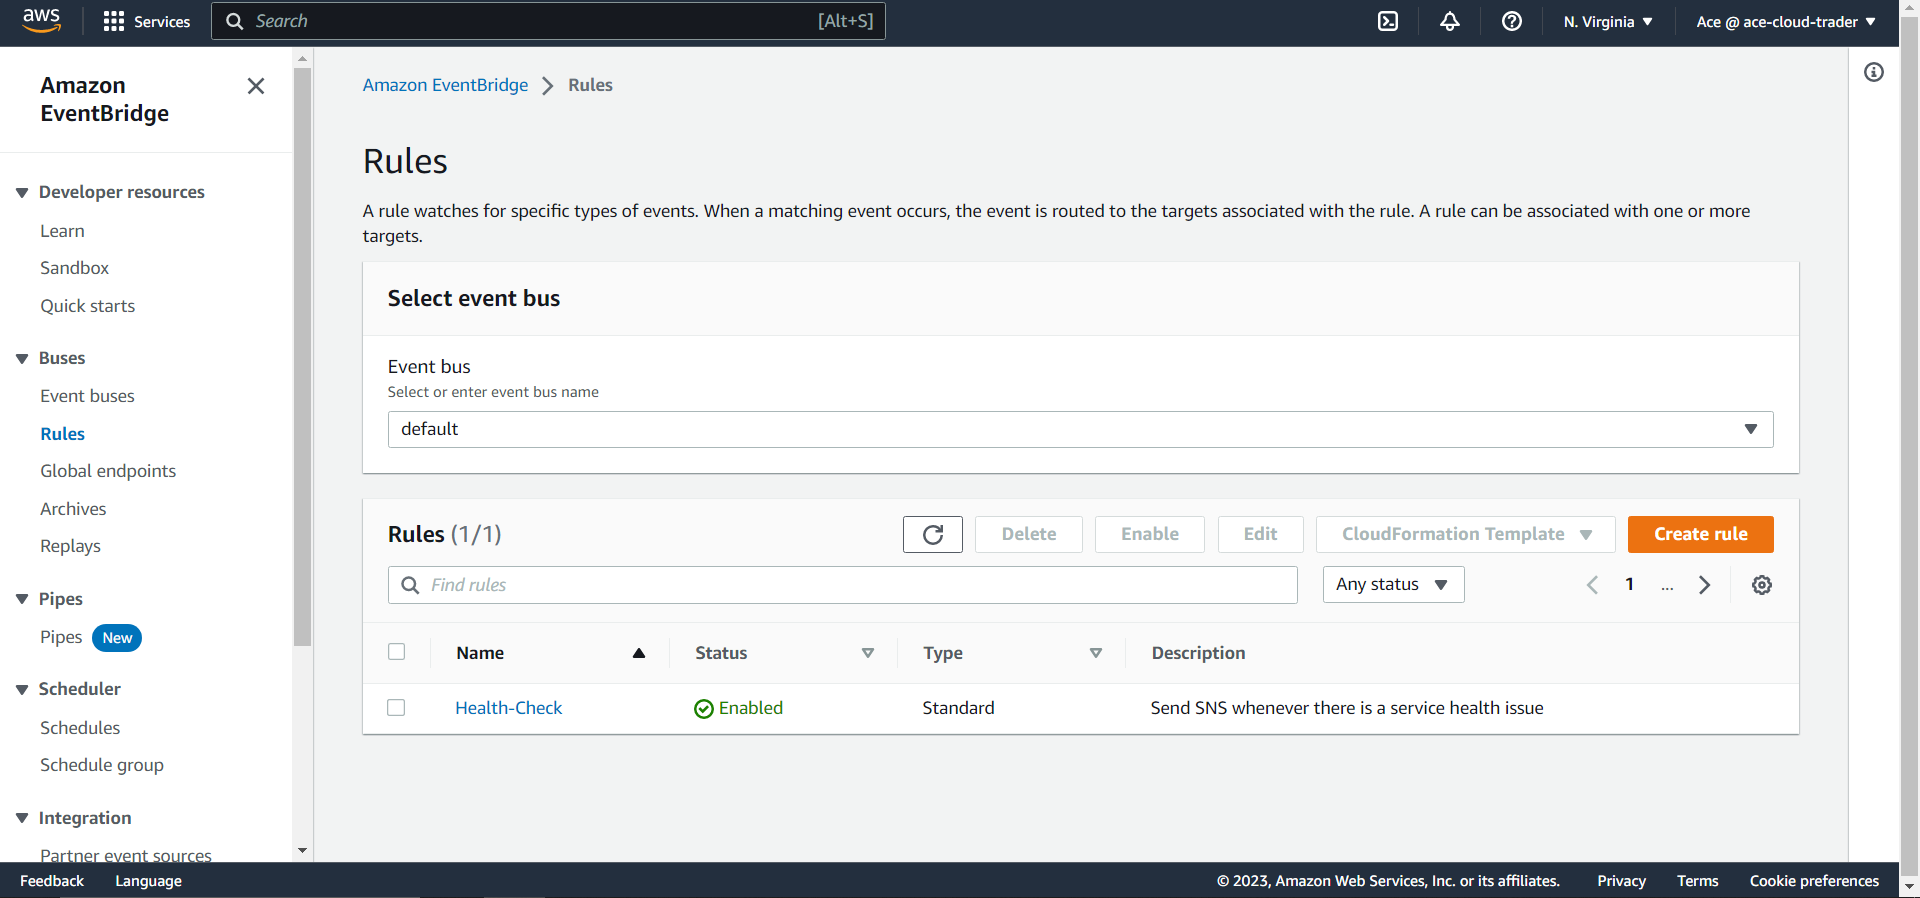 aws
Services
Search
[Alt+S]
N. Virginia
Ace @ ace-cloud-trader
Amazon
EventBridge
Developer resources
Learn
Sandbox
Quick starts
Buses
Event buses
Rules
Global endpoints
Archives
Replays
Pipes
Pipes New
Scheduler
Schedules
Schedule group
Integration
Partner event sources
Amazon EventBridge
Rules
Rules
A rule watches for specific types of events. When a matching event occurs, the event is routed to the targets associated with the rule. A rule can be associated with one or more
targets.
Select event bus
Event bus
Select or enter event bus name
default
Rules (1/1)
Delete
Enable
Edit
CloudFormation Template
Create rule
Find rules
Any status
1
...
Name
Status
Type
Description
Health-Check
Enabled
Standard
Send SNS whenever there is a service health issue
Feedback
Language
© 2023, Amazon Web Services, Inc. or its affiliates.
Privacy
Terms
Cookie preferences